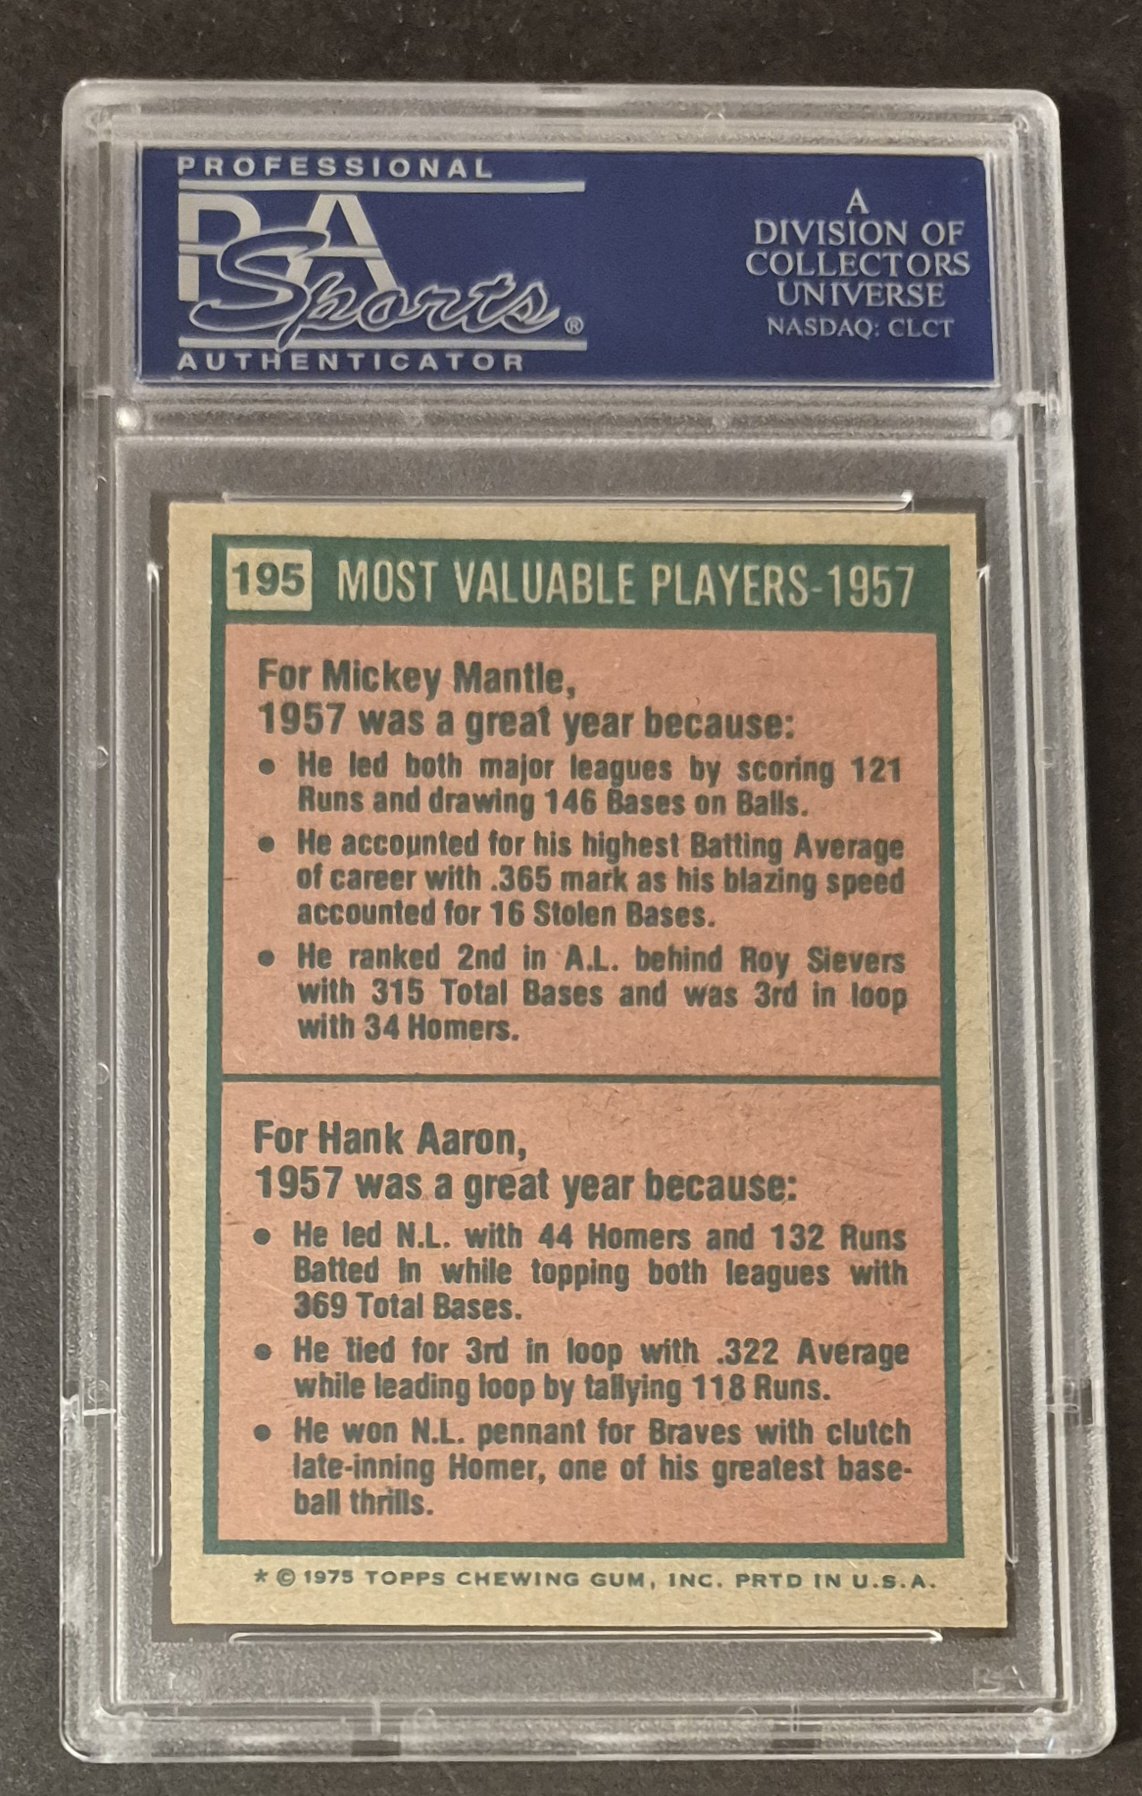 PROFESSIONAL
PSA
Sports®
AUTHENTICATOR
A
DIVISION OF
COLLECTORS
UNIVERSE
NASDAQ: CLCT
195 MOST VALUABLE PLAYERS-1957
For Mickey Mantle,
1957 was a great year because:
• He led both major leagues by scoring 121
Runs and drawing 146 Bases on Balls.
• He accounted for his highest Batting Average
of career with .365 mark as his blazing speed
accounted for 16 Stolen Bases.
• He ranked 2nd in A.L. behind Roy Sievers
with 315 Total Bases and was 3rd in loop
with 34 Homers.
For Hank Aaron,
1957 was a great year because:
• He led N.L. with 44 Homers and 132 Runs
Batted In while topping both leagues with
369 Total Bases.
• He tied for 3rd in loop with .322 Average
while leading loop by tallying 118 Runs.
• He won N.L. pennant for Braves with clutch
late-inning Homer, one of his greatest base-
ball thrills.
* © 1975 TOPPS CHEWING GUM, INC. PRTD IN U.S.A.
PSA